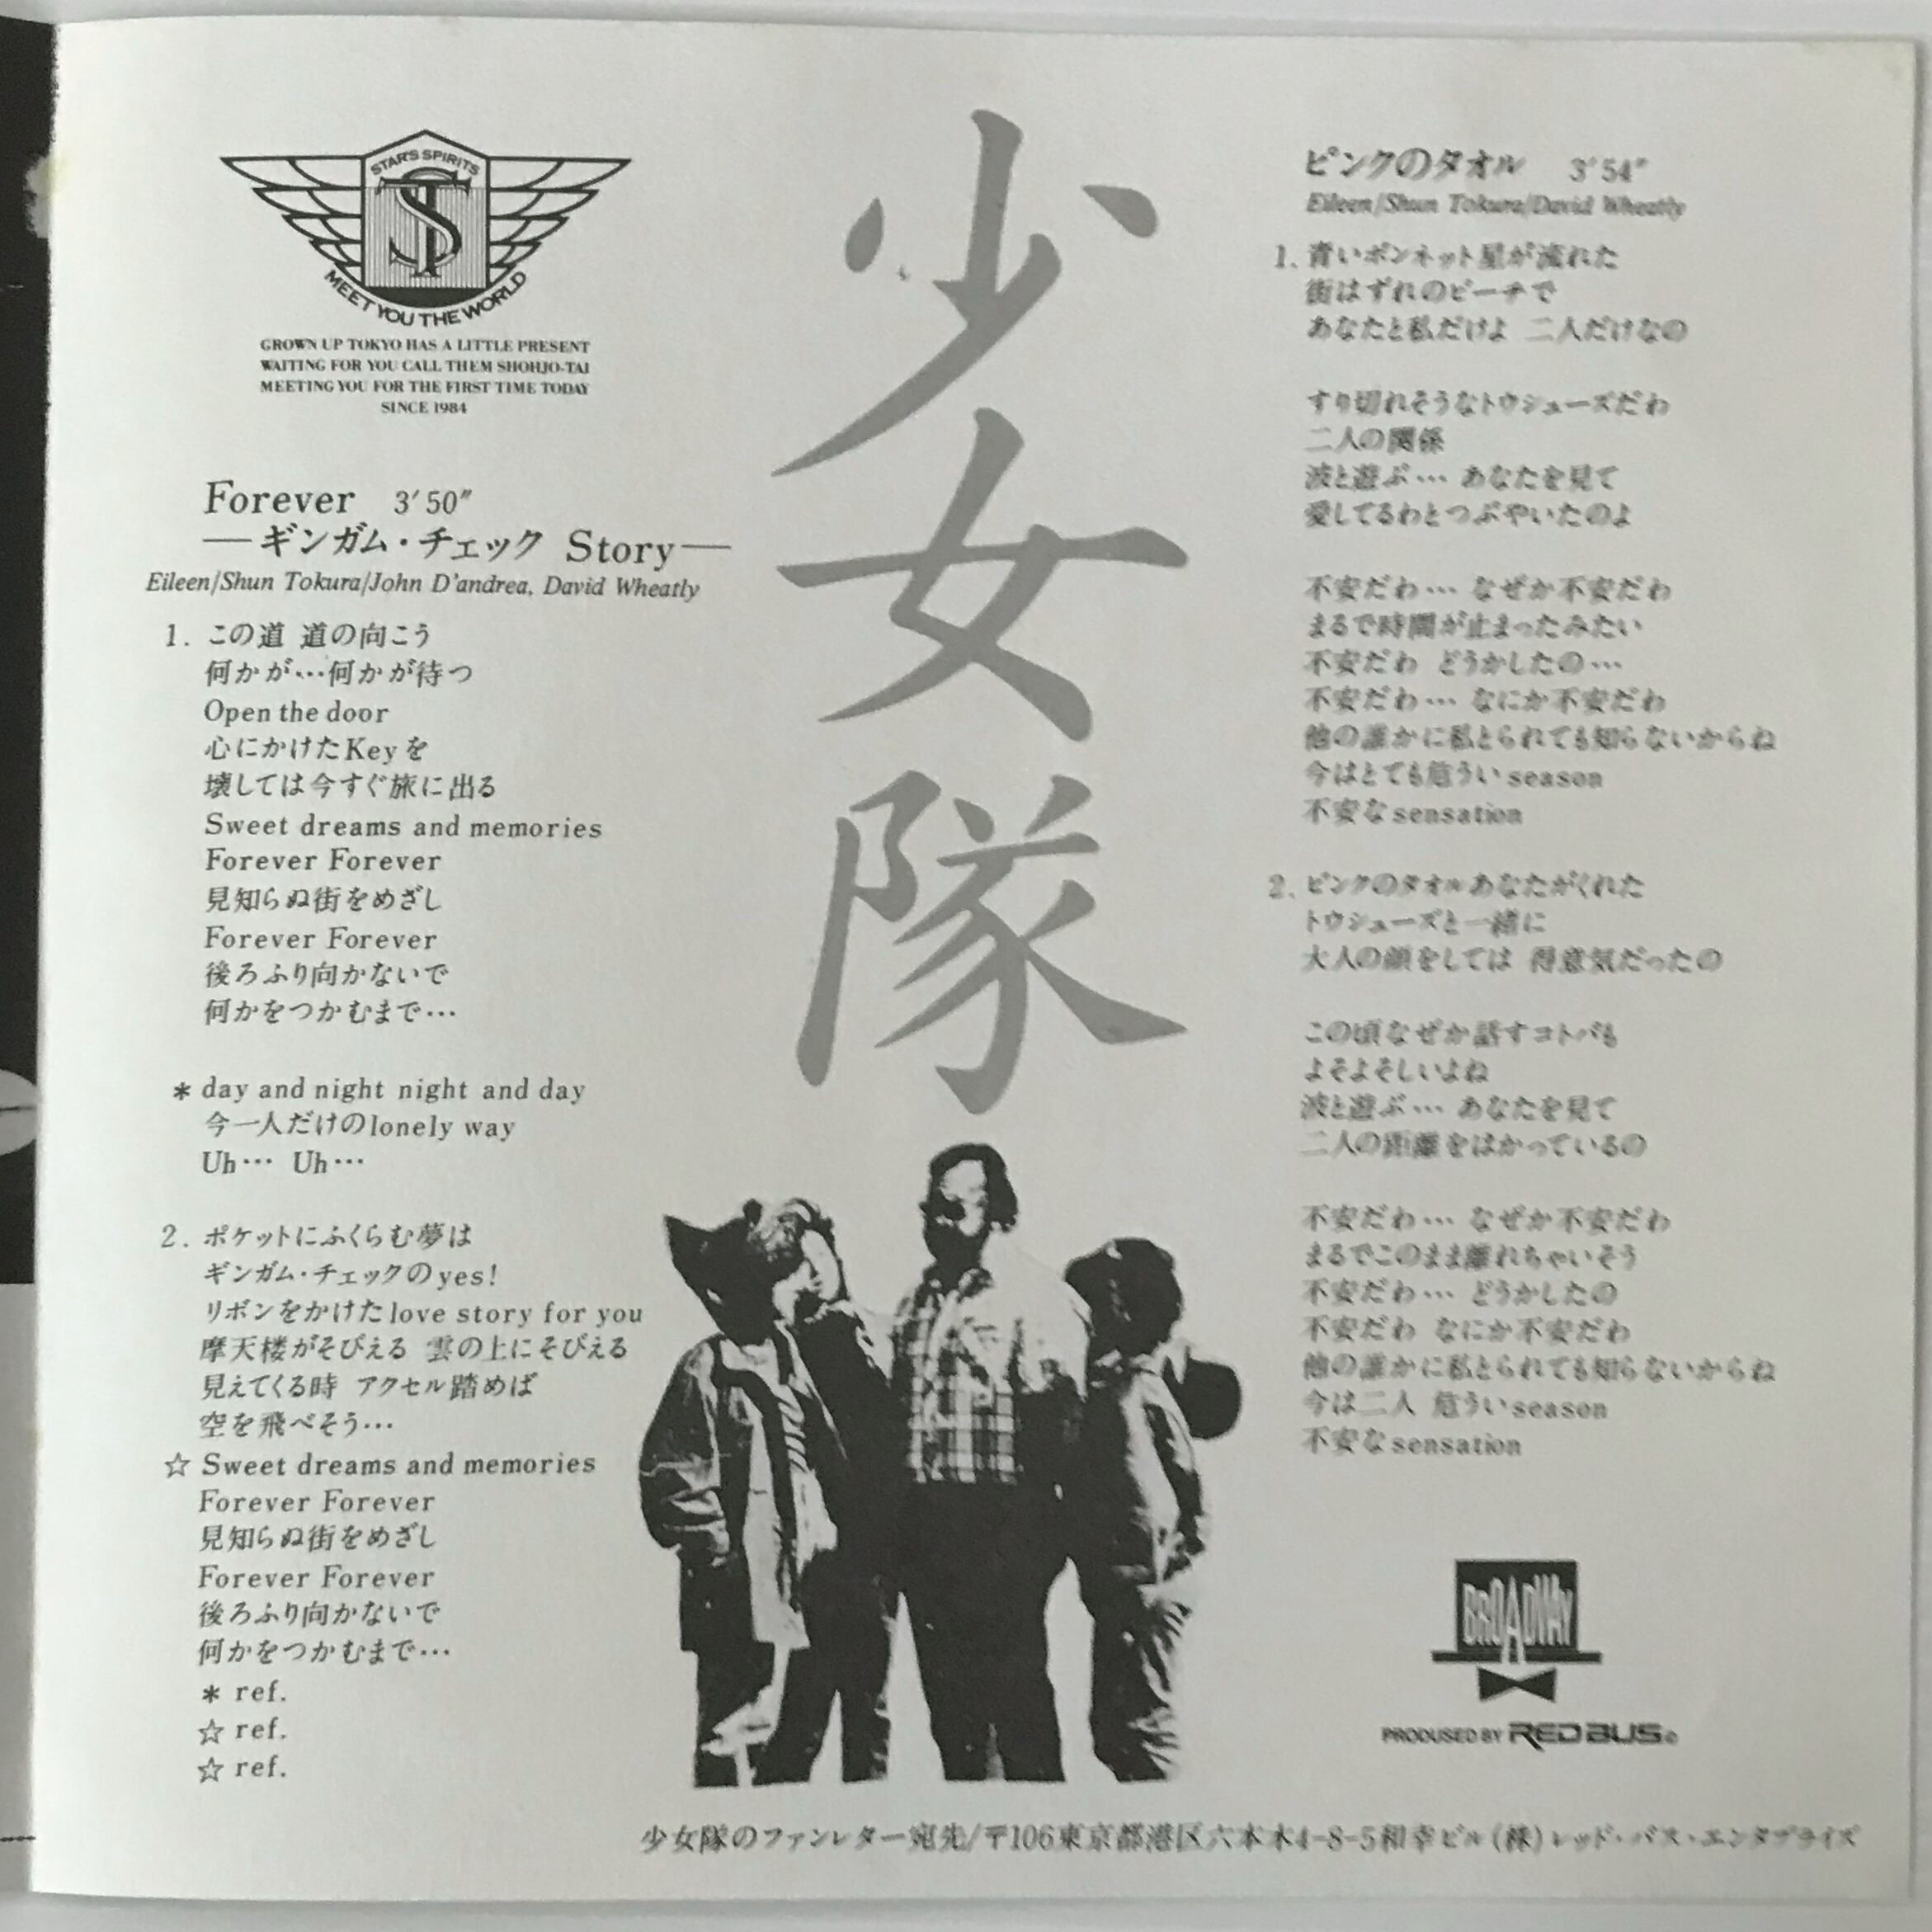 STAR'S SPIRITS
ST
MEET YOU THE WORLD
GROWN UP TOKYO HAS A LITTLE PRESENT
WAITING FOR YOU CALL THEM SHOHJO-TAI
MEETING YOU FOR THE FIRST TIME TODAY
SINCE 1984
Forever 3′50″
—ギンガム・チェック Story—
Eileen/Shun Tokura/John D'andrea, David Wheatly
1. この道 道の向こう
何かが…何かが待つ
Open the door
心にかけたKeyを
壊しては今すぐ旅に出る
Sweet dreams and memories
Forever Forever
見知らぬ街をめざし
Forever Forever
後ろふり向かないで
何かをつかむまで…
* day and night night and day
今一人だけのlonely way
Uh… Uh…
2. ポケットにふくらむ夢は
ギンガム・チェックのyes!
リボンをかけたlove story for you
摩天楼がそびえる 雲の上にそびえる
見えてくる時 アクセル踏めば
空を飛べそう…
☆ Sweet dreams and memories
Forever Forever
見知らぬ街をめざし
Forever Forever
後ろふり向かないで
何かをつかむまで…
* ref.
☆ ref.
☆ ref.
少女隊
ピンクのタオル 3′54″
Eileen/Shun Tokura/David Wheatly
1. 青いボンネット星が流れた
街はずれのビーチで
あなたと私だけよ 二人だけなの
すり切れそうなトウシューズだわ
二人の関係
波と遊ぶ… あなたを見て
愛してるわとつぶやいたのよ
不安だわ… なぜか不安だわ
まるで時間が止まったみたい
不安だわ どうかしたの…
不安だわ… なにか不安だわ
他の誰かに私とられても知らないからね
今はとても危ういseason
不安なsensation
2. ピンクのタオルあなたがくれた
トウシューズと一緒に
大人の顔をしては 得意気だったの
この頃なぜか話すコトバも
よそよそしいよね
波と遊ぶ… あなたを見て
二人の距離をはかっているの
不安だわ… なぜか不安だわ
まるでこのまま離れちゃいそう
不安だわ… どうかしたの
不安だわ なにか不安だわ
他の誰かに私とられても知らないからね
今は二人 危ういseason
不安なsensation
BROADWAY
PRODUSED BY RED BUS
少女隊のファンレター宛先/〒106東京都港区六本木4-8-5和幸ビル(株)レッド・バス・エンタプライズ